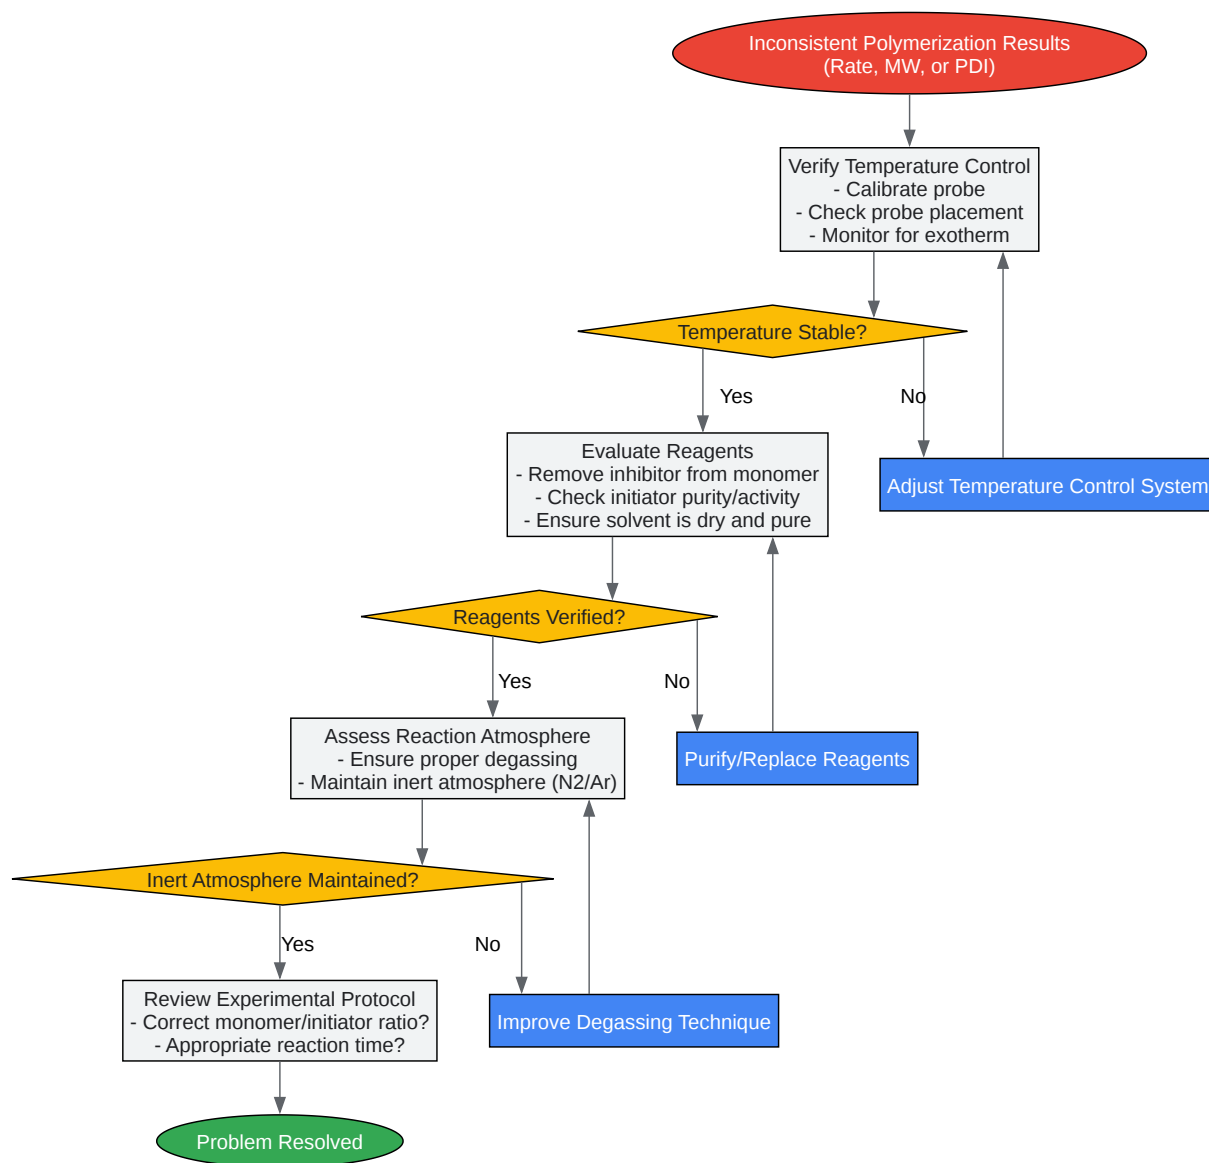 Inconsistent Polymerization Results
(Rate, MW, or PDI)
Verify Temperature Control
- Calibrate probe
- Check probe placement
- Monitor for exotherm
Temperature Stable?
Yes
No
Evaluate Reagents
- Remove inhibitor from monomer
- Check initiator purity/activity
- Ensure solvent is dry and pure
Adjust Temperature Control System
Reagents Verified?
Yes
No
Assess Reaction Atmosphere
- Ensure proper degassing
- Maintain inert atmosphere (N2/Ar)
Purify/Replace Reagents
Inert Atmosphere Maintained?
Yes
No
Review Experimental Protocol
- Correct monomer/initiator ratio?
- Appropriate reaction time?
Improve Degassing Technique
Problem Resolved